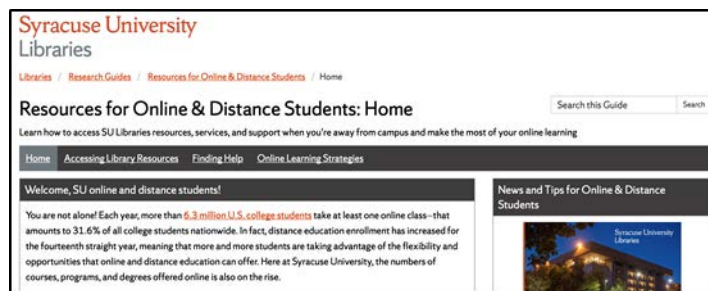 Syracuse University
Libraries
Libraries / Research Guides / Resources for Online & Distance Students / Home
Resources for Online & Distance Students: Home
Search this Guide Search
Learn how to access SU Libraries resources, services, and support when you're away from campus and make the most of your online learning
Home Accessing Library Resources Finding Help Online Learning Strategies
Welcome, SU online and distance students!
You are not alone! Each year, more than 6.3 million U.S. college students take at least one online class—that
amounts to 31.6% of all college students nationwide. In fact, distance education enrollment has increased for
the fourteenth straight year, meaning that more and more students are taking advantage of the flexibility and
opportunities that online and distance education can offer. Here at Syracuse University, the numbers of
courses, programs, and degrees offered online is also on the rise.
News and Tips for Online & Distance
Students
Syracuse University
Libraries